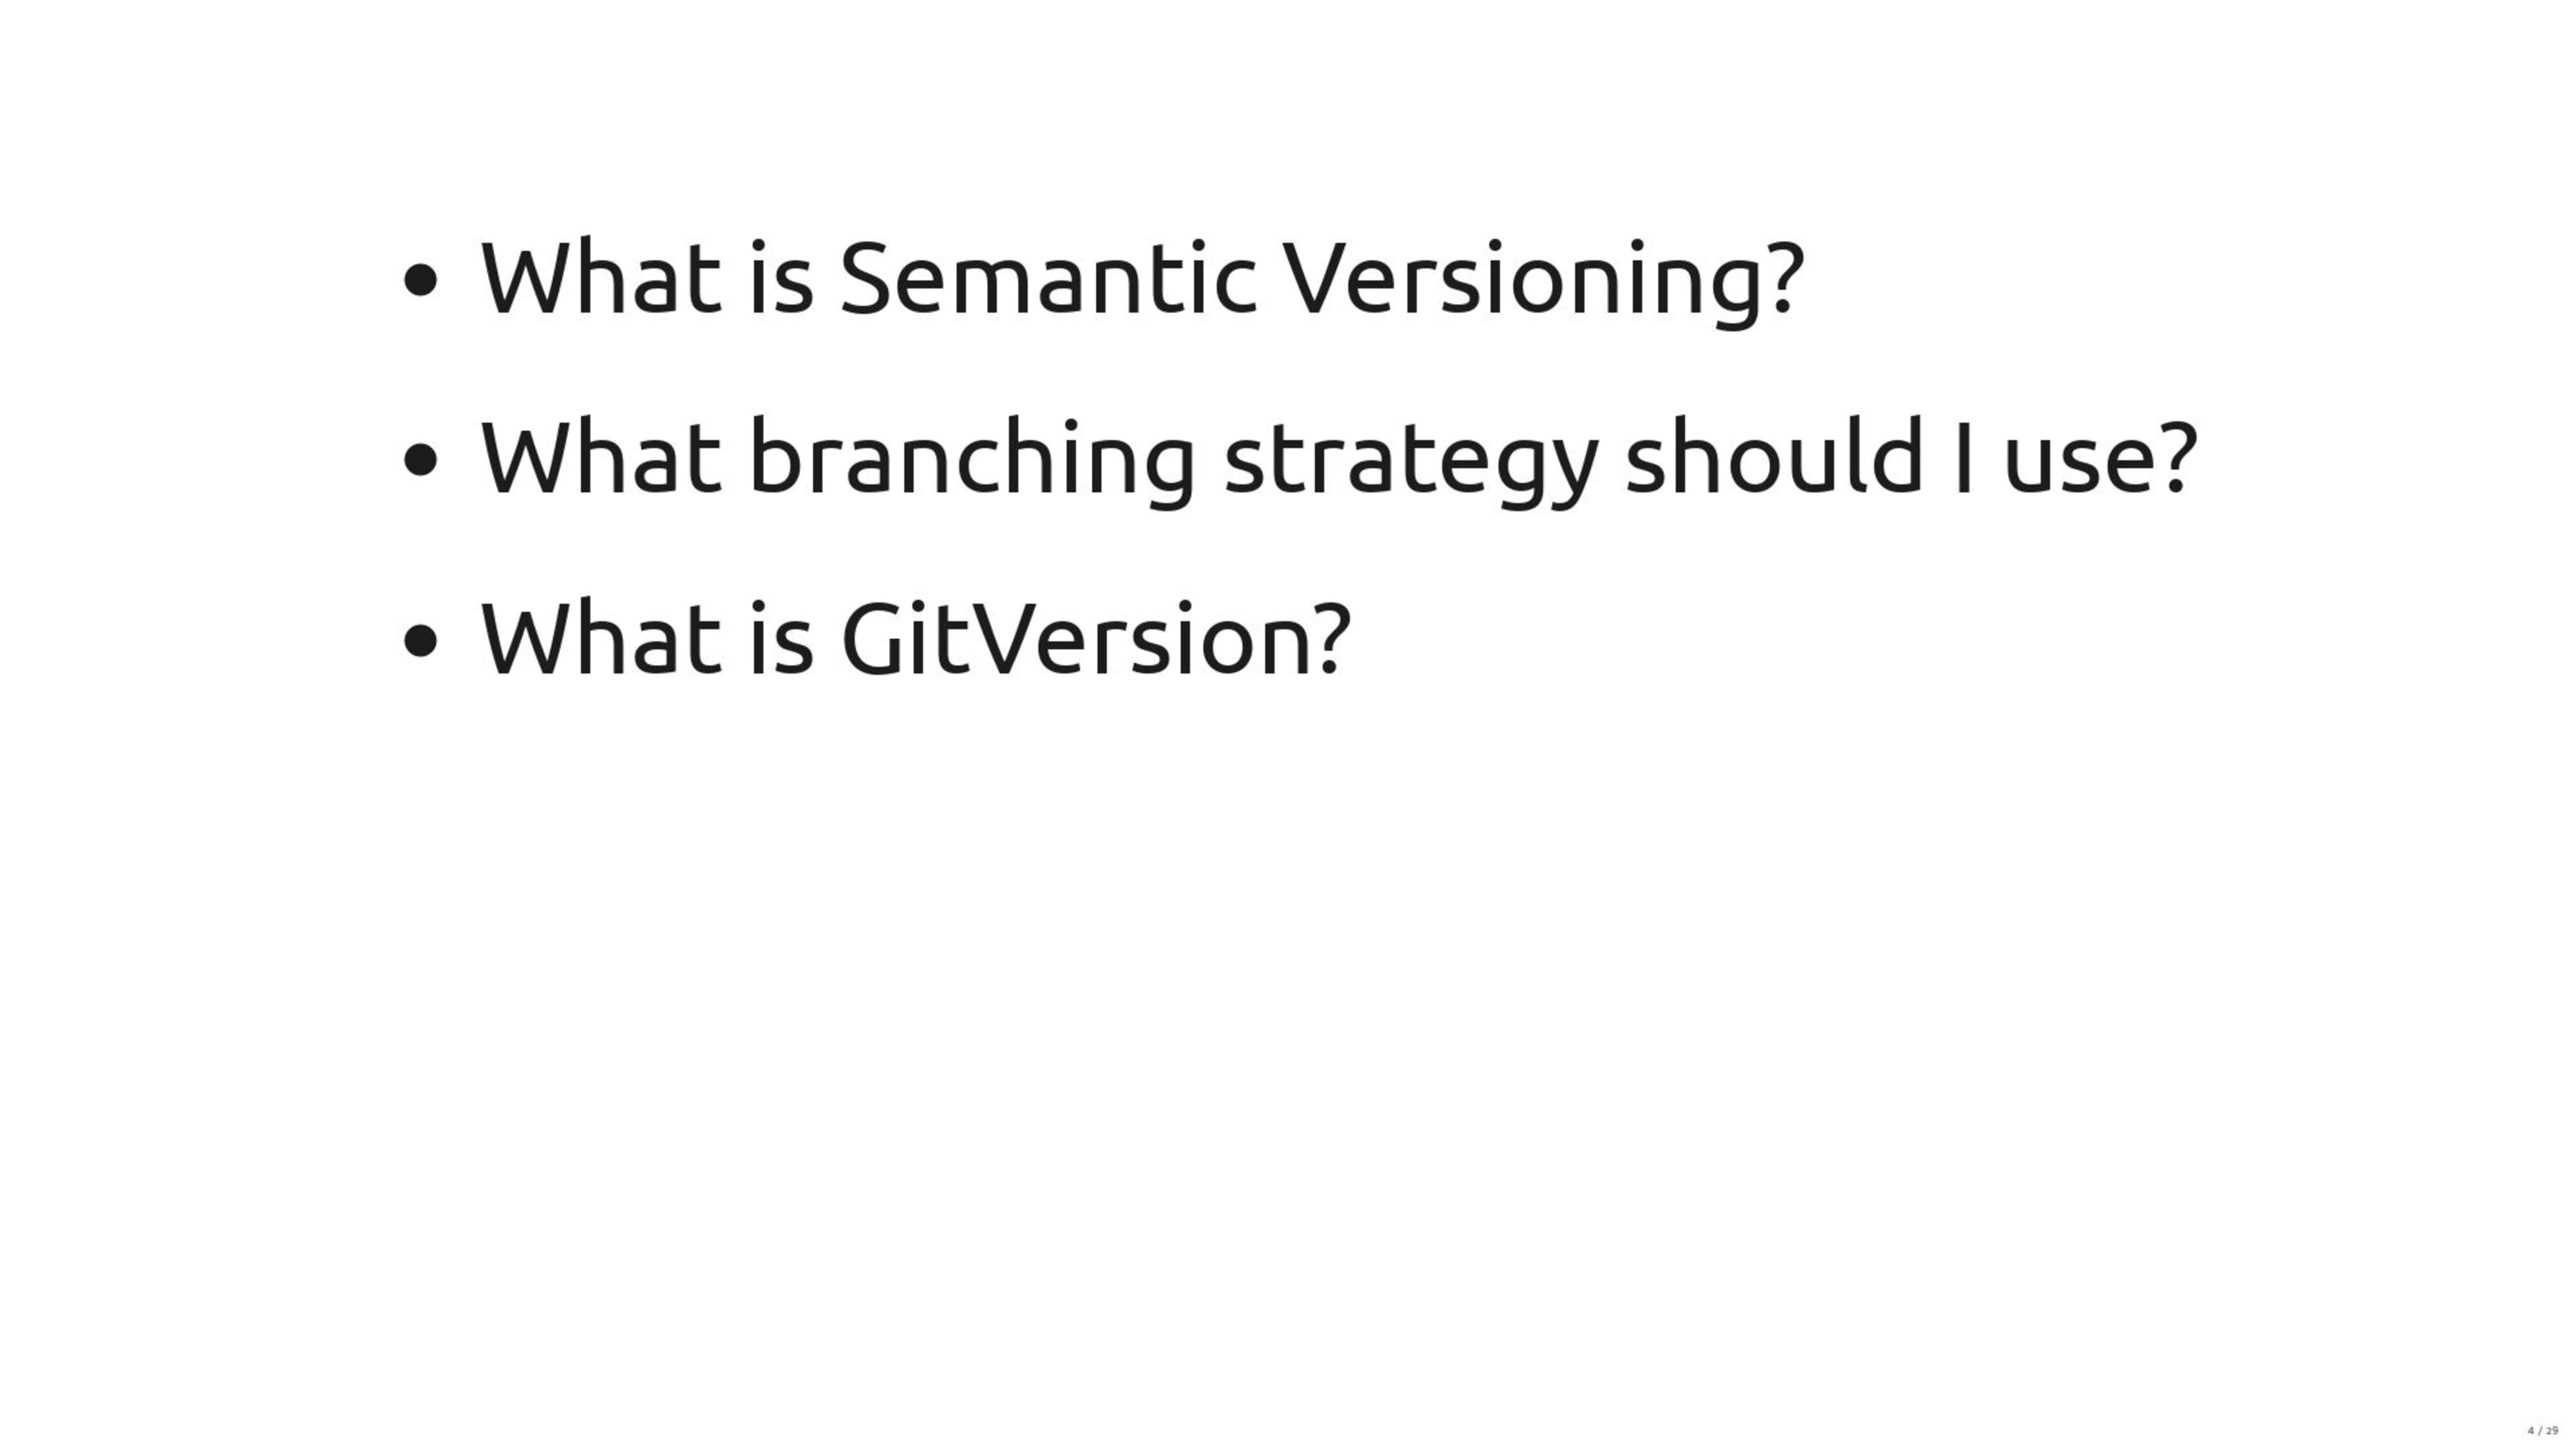 • What is Semantic Versioning?
• What branching strategy should I use?
• What is GitVersion?
4 / 29